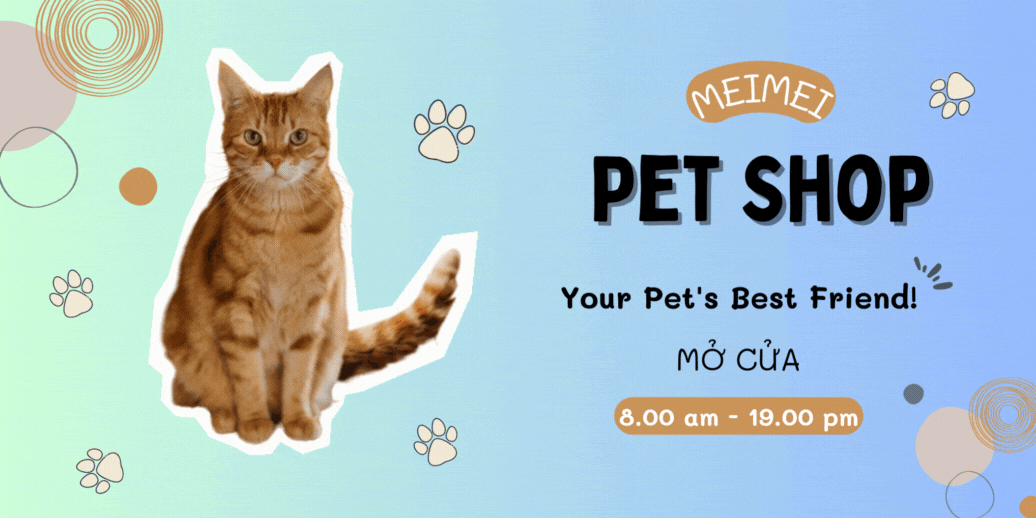 MEIMEI
PET SHOP
Your Pet's Best Friend!
MỞ CỬA
8.00 am - 19.00 pm